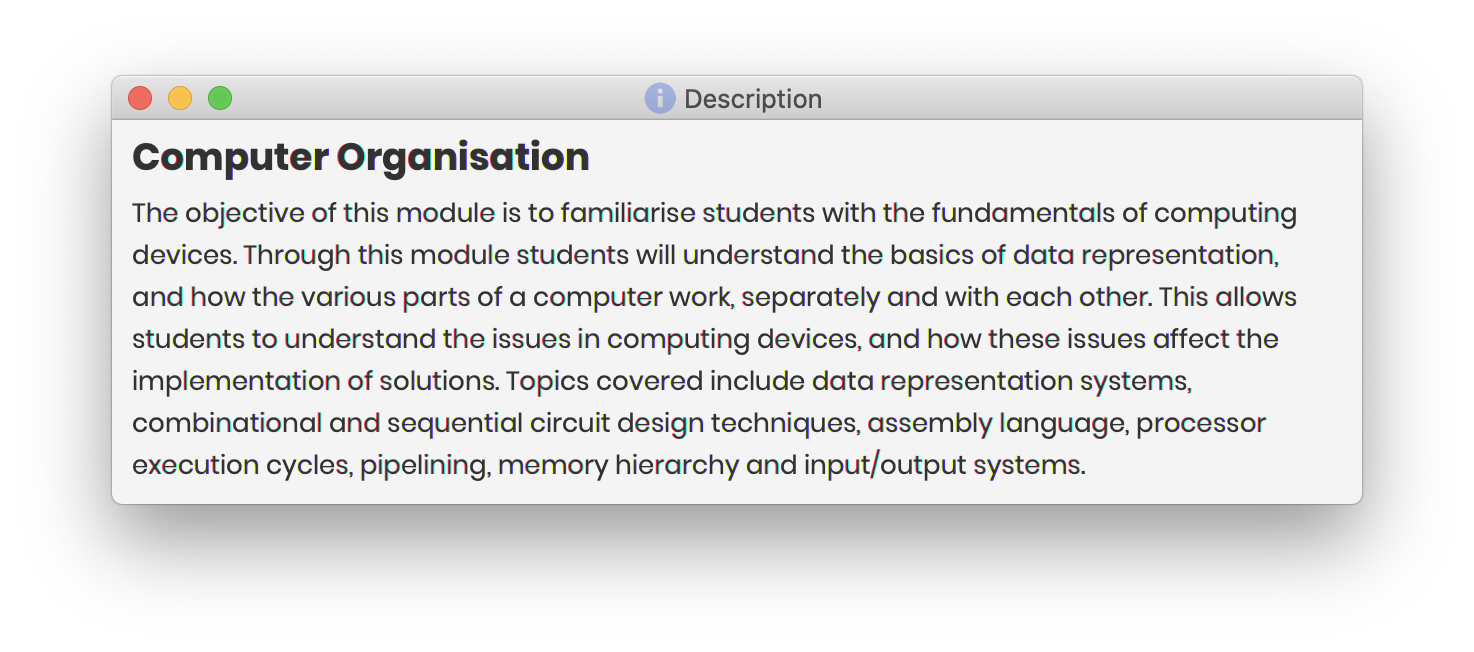 Description
Computer Organisation
The objective of this module is to familiarise students with the fundamentals of computing
devices. Through this module students will understand the basics of data representation,
and how the various parts of a computer work, separately and with each other. This allows
students to understand the issues in computing devices, and how these issues affect the
implementation of solutions. Topics covered include data representation systems,
combinational and sequential circuit design techniques, assembly language, processor
execution cycles, pipelining, memory hierarchy and input/output systems.